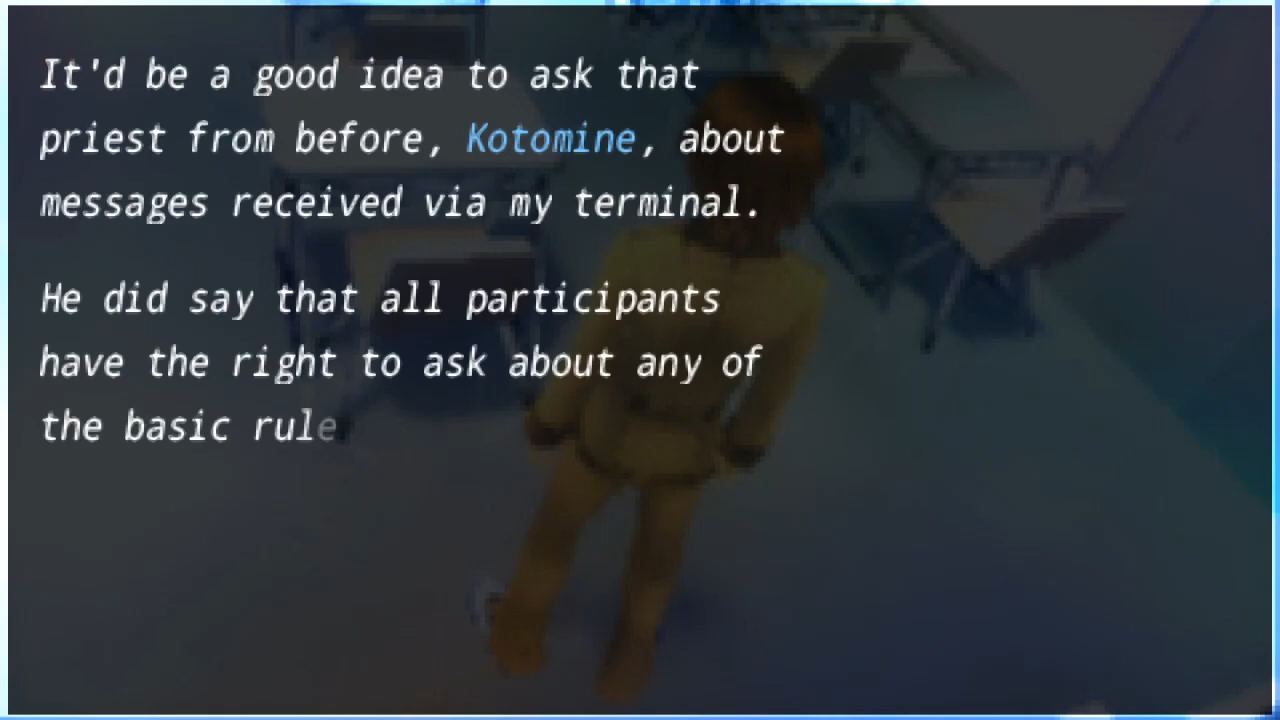 It'd be a good idea to ask that
priest from before, Kotomine, about
messages received via my terminal.
He did say that all participants
have the right to ask about any of
the basic rule